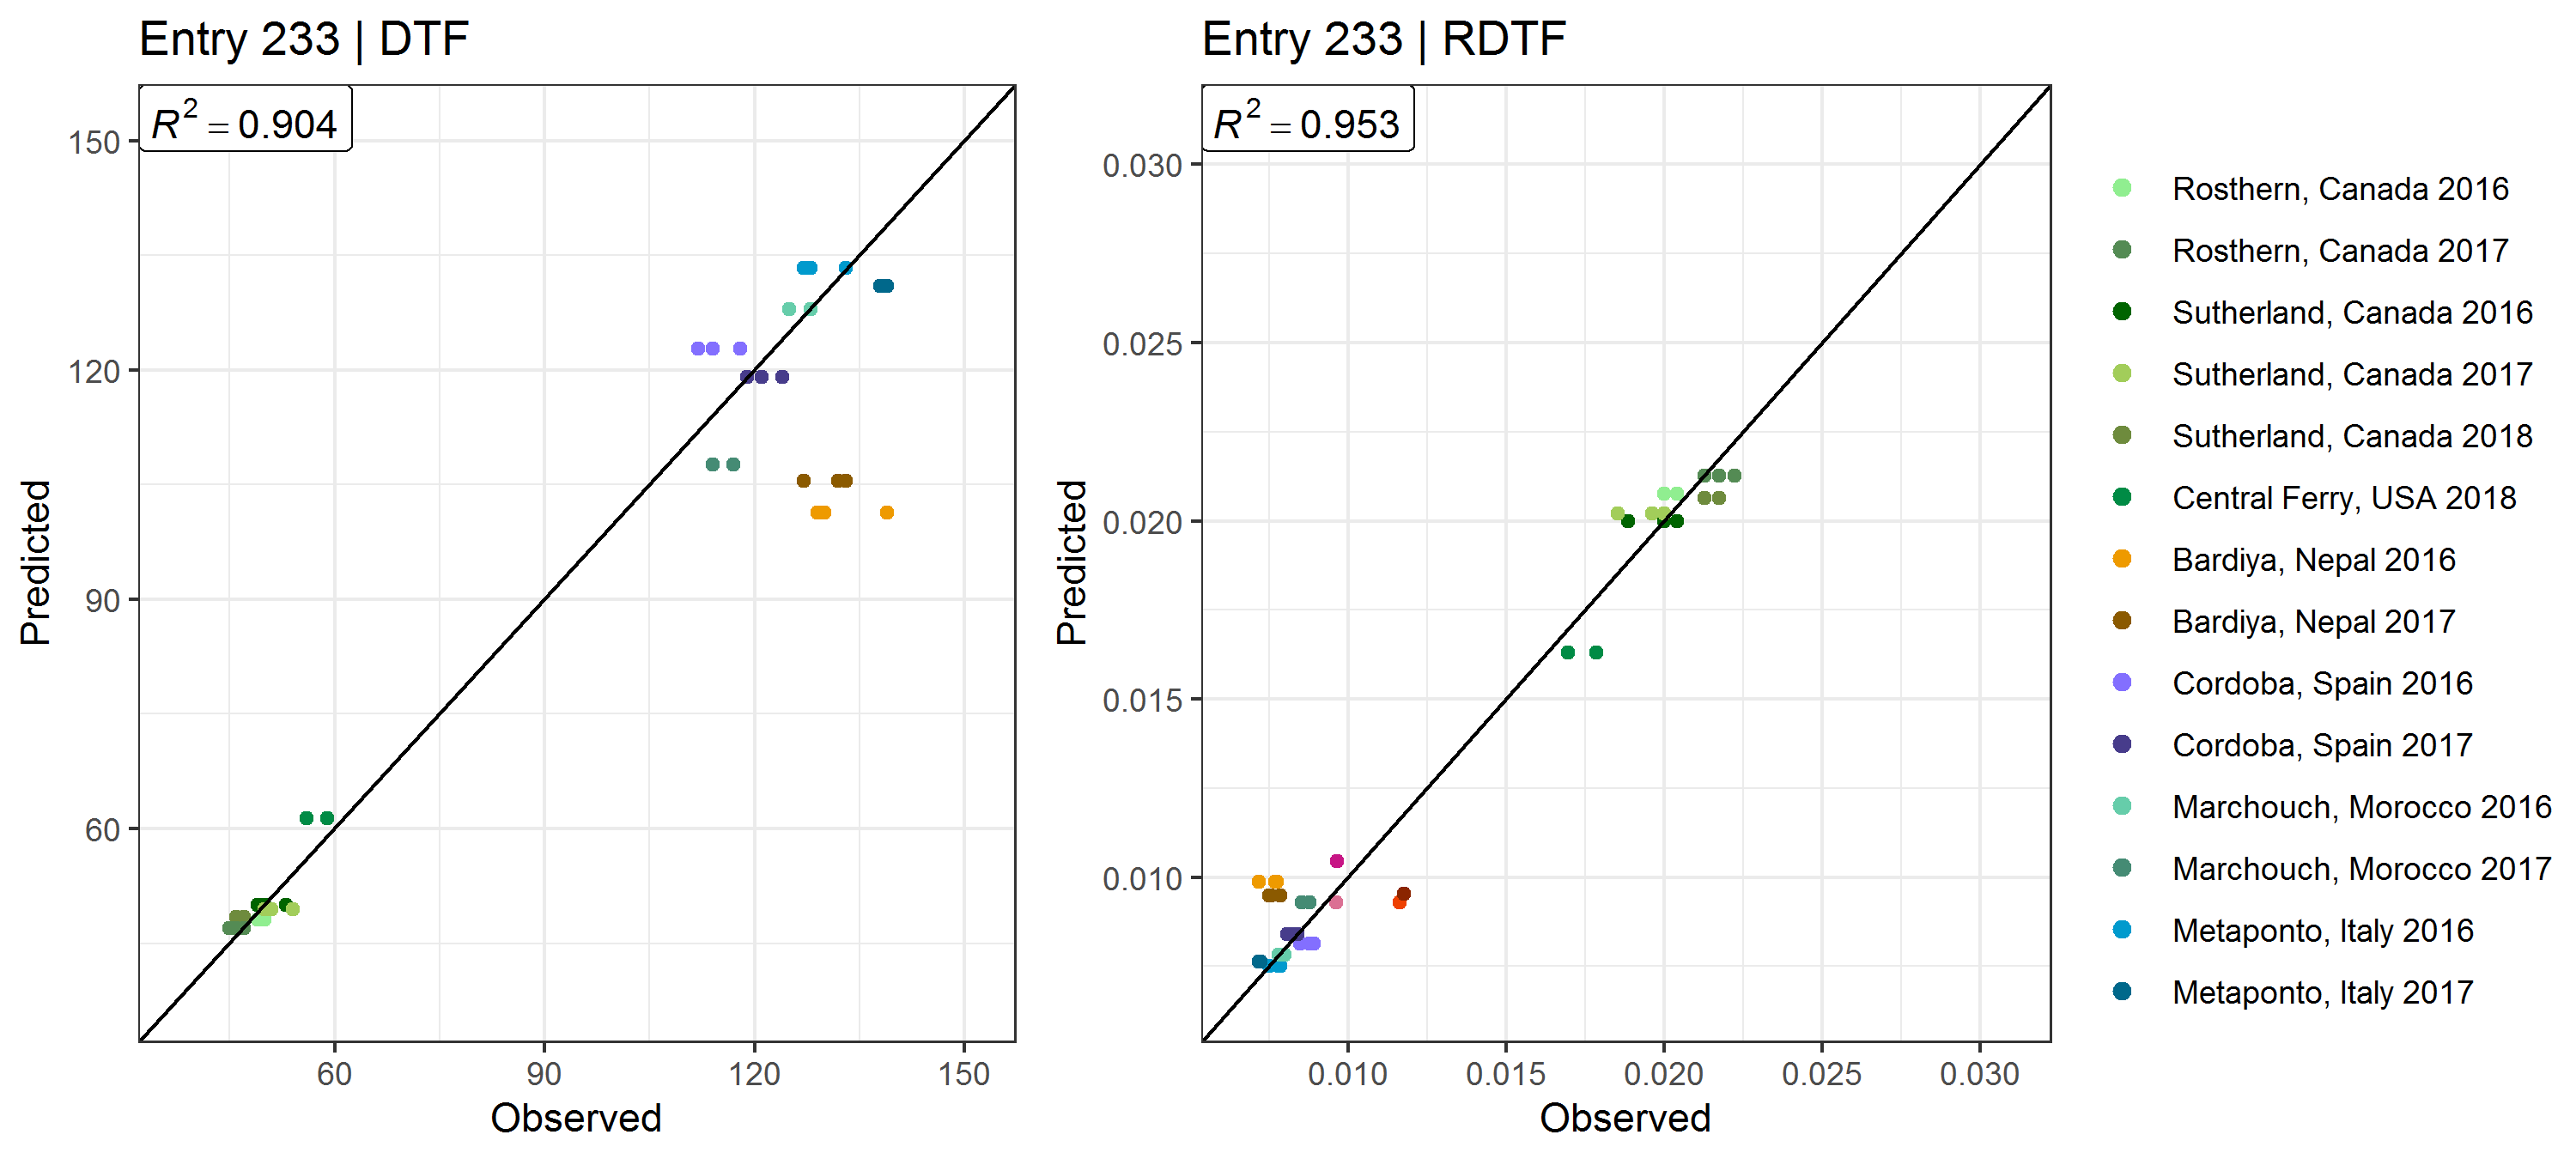 Entry 233 | DTF
R² = 0.904
150
120
90
60
Predicted
60 90 120 150
Observed
Entry 233 | RDTF
R² = 0.953
0.030
0.025
0.020
0.015
0.010
Predicted
0.010 0.015 0.020 0.025 0.030
Observed
Rosthern, Canada 2016
Rosthern, Canada 2017
Sutherland, Canada 2016
Sutherland, Canada 2017
Sutherland, Canada 2018
Central Ferry, USA 2018
Bardiya, Nepal 2016
Bardiya, Nepal 2017
Cordoba, Spain 2016
Cordoba, Spain 2017
Marchouch, Morocco 2016
Marchouch, Morocco 2017
Metaponto, Italy 2016
Metaponto, Italy 2017